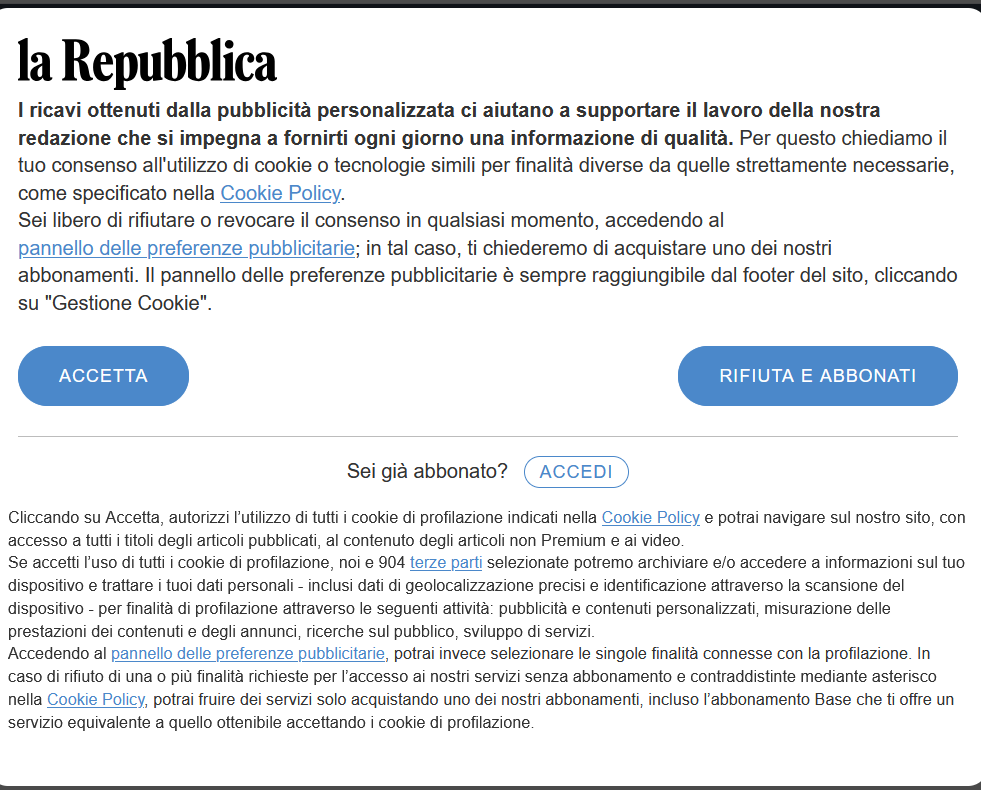 la Repubblica
I ricavi ottenuti dalla pubblicità personalizzata ci aiutano a supportare il lavoro della nostra
redazione che si impegna a fornirti ogni giorno una informazione di qualità. Per questo chiediamo il
tuo consenso all'utilizzo di cookie o tecnologie simili per finalità diverse da quelle strettamente necessarie,
come specificato nella Cookie Policy.
Sei libero di rifiutare o revocare il consenso in qualsiasi momento, accedendo al
pannello delle preferenze pubblicitarie; in tal caso, ti chiederemo di acquistare uno dei nostri
abbonamenti. Il pannello delle preferenze pubblicitarie è sempre raggiungibile dal footer del sito, cliccando
su "Gestione Cookie".
ACCETTA
RIFIUTA E ABBONATI
Sei già abbonato? ACCEDI
Cliccando su Accetta, autorizzi l’utilizzo di tutti i cookie di profilazione indicati nella Cookie Policy e potrai navigare sul nostro sito, con
accesso a tutti i titoli degli articoli pubblicati, al contenuto degli articoli non Premium e ai video.
Se accetti l’uso di tutti i cookie di profilazione, noi e 904 terze parti selezionate potremo archiviare e/o accedere a informazioni sul tuo
dispositivo e trattare i tuoi dati personali - inclusi dati di geolocalizzazione precisi e identificazione attraverso la scansione del
dispositivo - per finalità di profilazione attraverso le seguenti attività: pubblicità e contenuti personalizzati, misurazione delle
prestazioni dei contenuti e degli annunci, ricerche sul pubblico, sviluppo di servizi.
Accedendo al pannello delle preferenze pubblicitarie, potrai invece selezionare le singole finalità connesse con la profilazione. In
caso di rifiuto di una o più finalità richieste per l’accesso ai nostri servizi senza abbonamento e contraddistinte mediante asterisco
nella Cookie Policy, potrai fruire dei servizi solo acquistando uno dei nostri abbonamenti, incluso l’abbonamento Base che ti offre un
servizio equivalente a quello ottenibile accettando i cookie di profilazione.